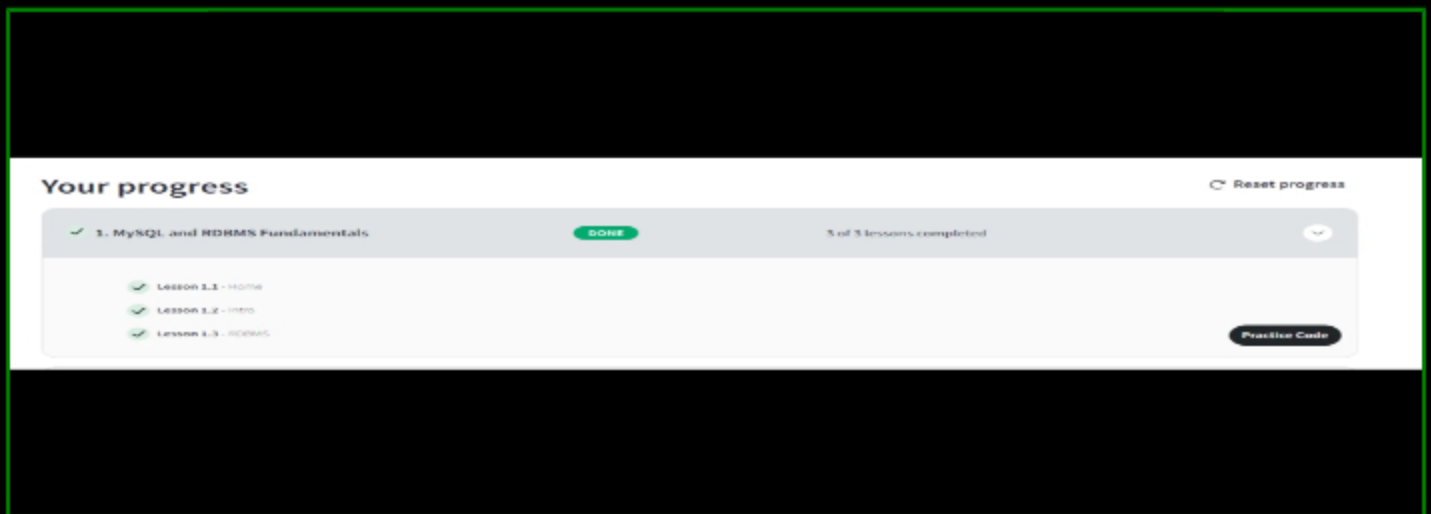 Your progress
Reset progress
1. MySQL and RDBMS Fundamentals
DONE
3 of 3 lessons completed
Lesson 1.1 - Home
Lesson 1.2 - Intro
Lesson 1.3 - RDBMS
Practice Code